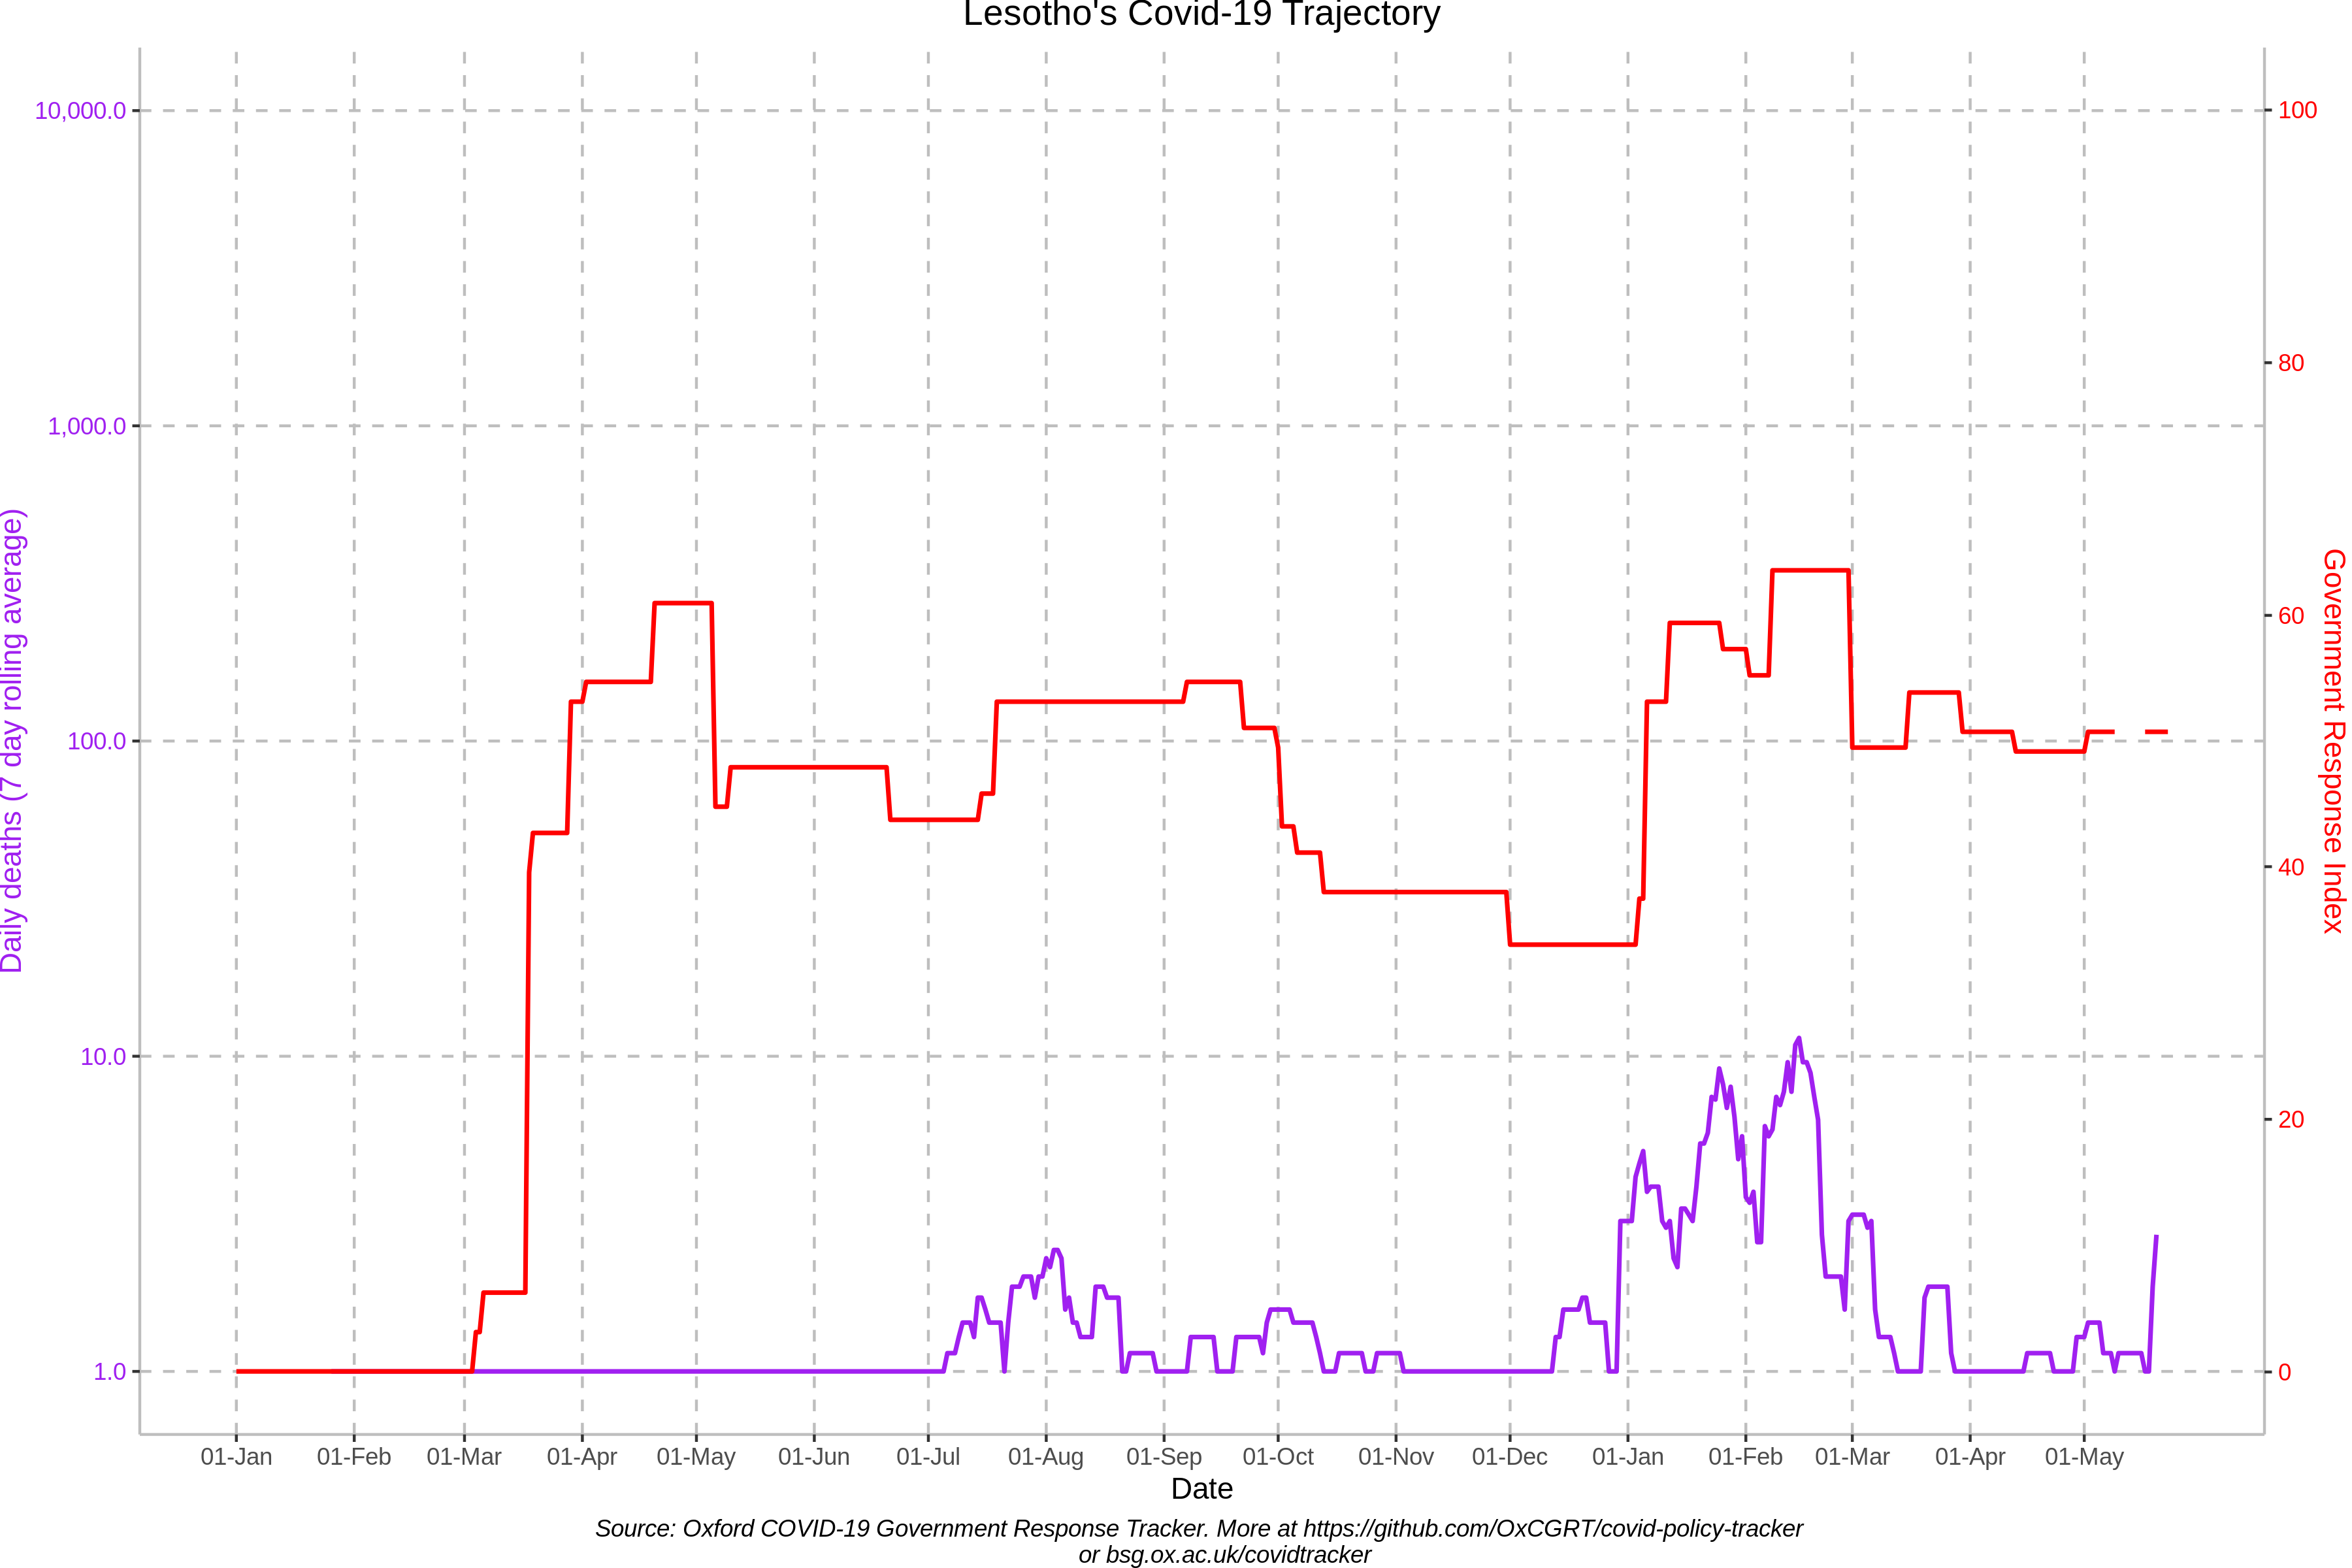 Lesotho's Covid-19 Trajectory
10,000.0
1,000.0
100.0
10.0
1.0
Daily deaths (7 day rolling average)
100
80
60
40
20
0
Government Response Index
01-Jan 01-Feb 01-Mar 01-Apr 01-May 01-Jun 01-Jul 01-Aug 01-Sep 01-Oct 01-Nov 01-Dec 01-Jan 01-Feb 01-Mar 01-Apr 01-May
Date
Source: Oxford COVID-19 Government Response Tracker. More at https://github.com/OxCGRT/covid-policy-tracker
or bsg.ox.ac.uk/covidtracker